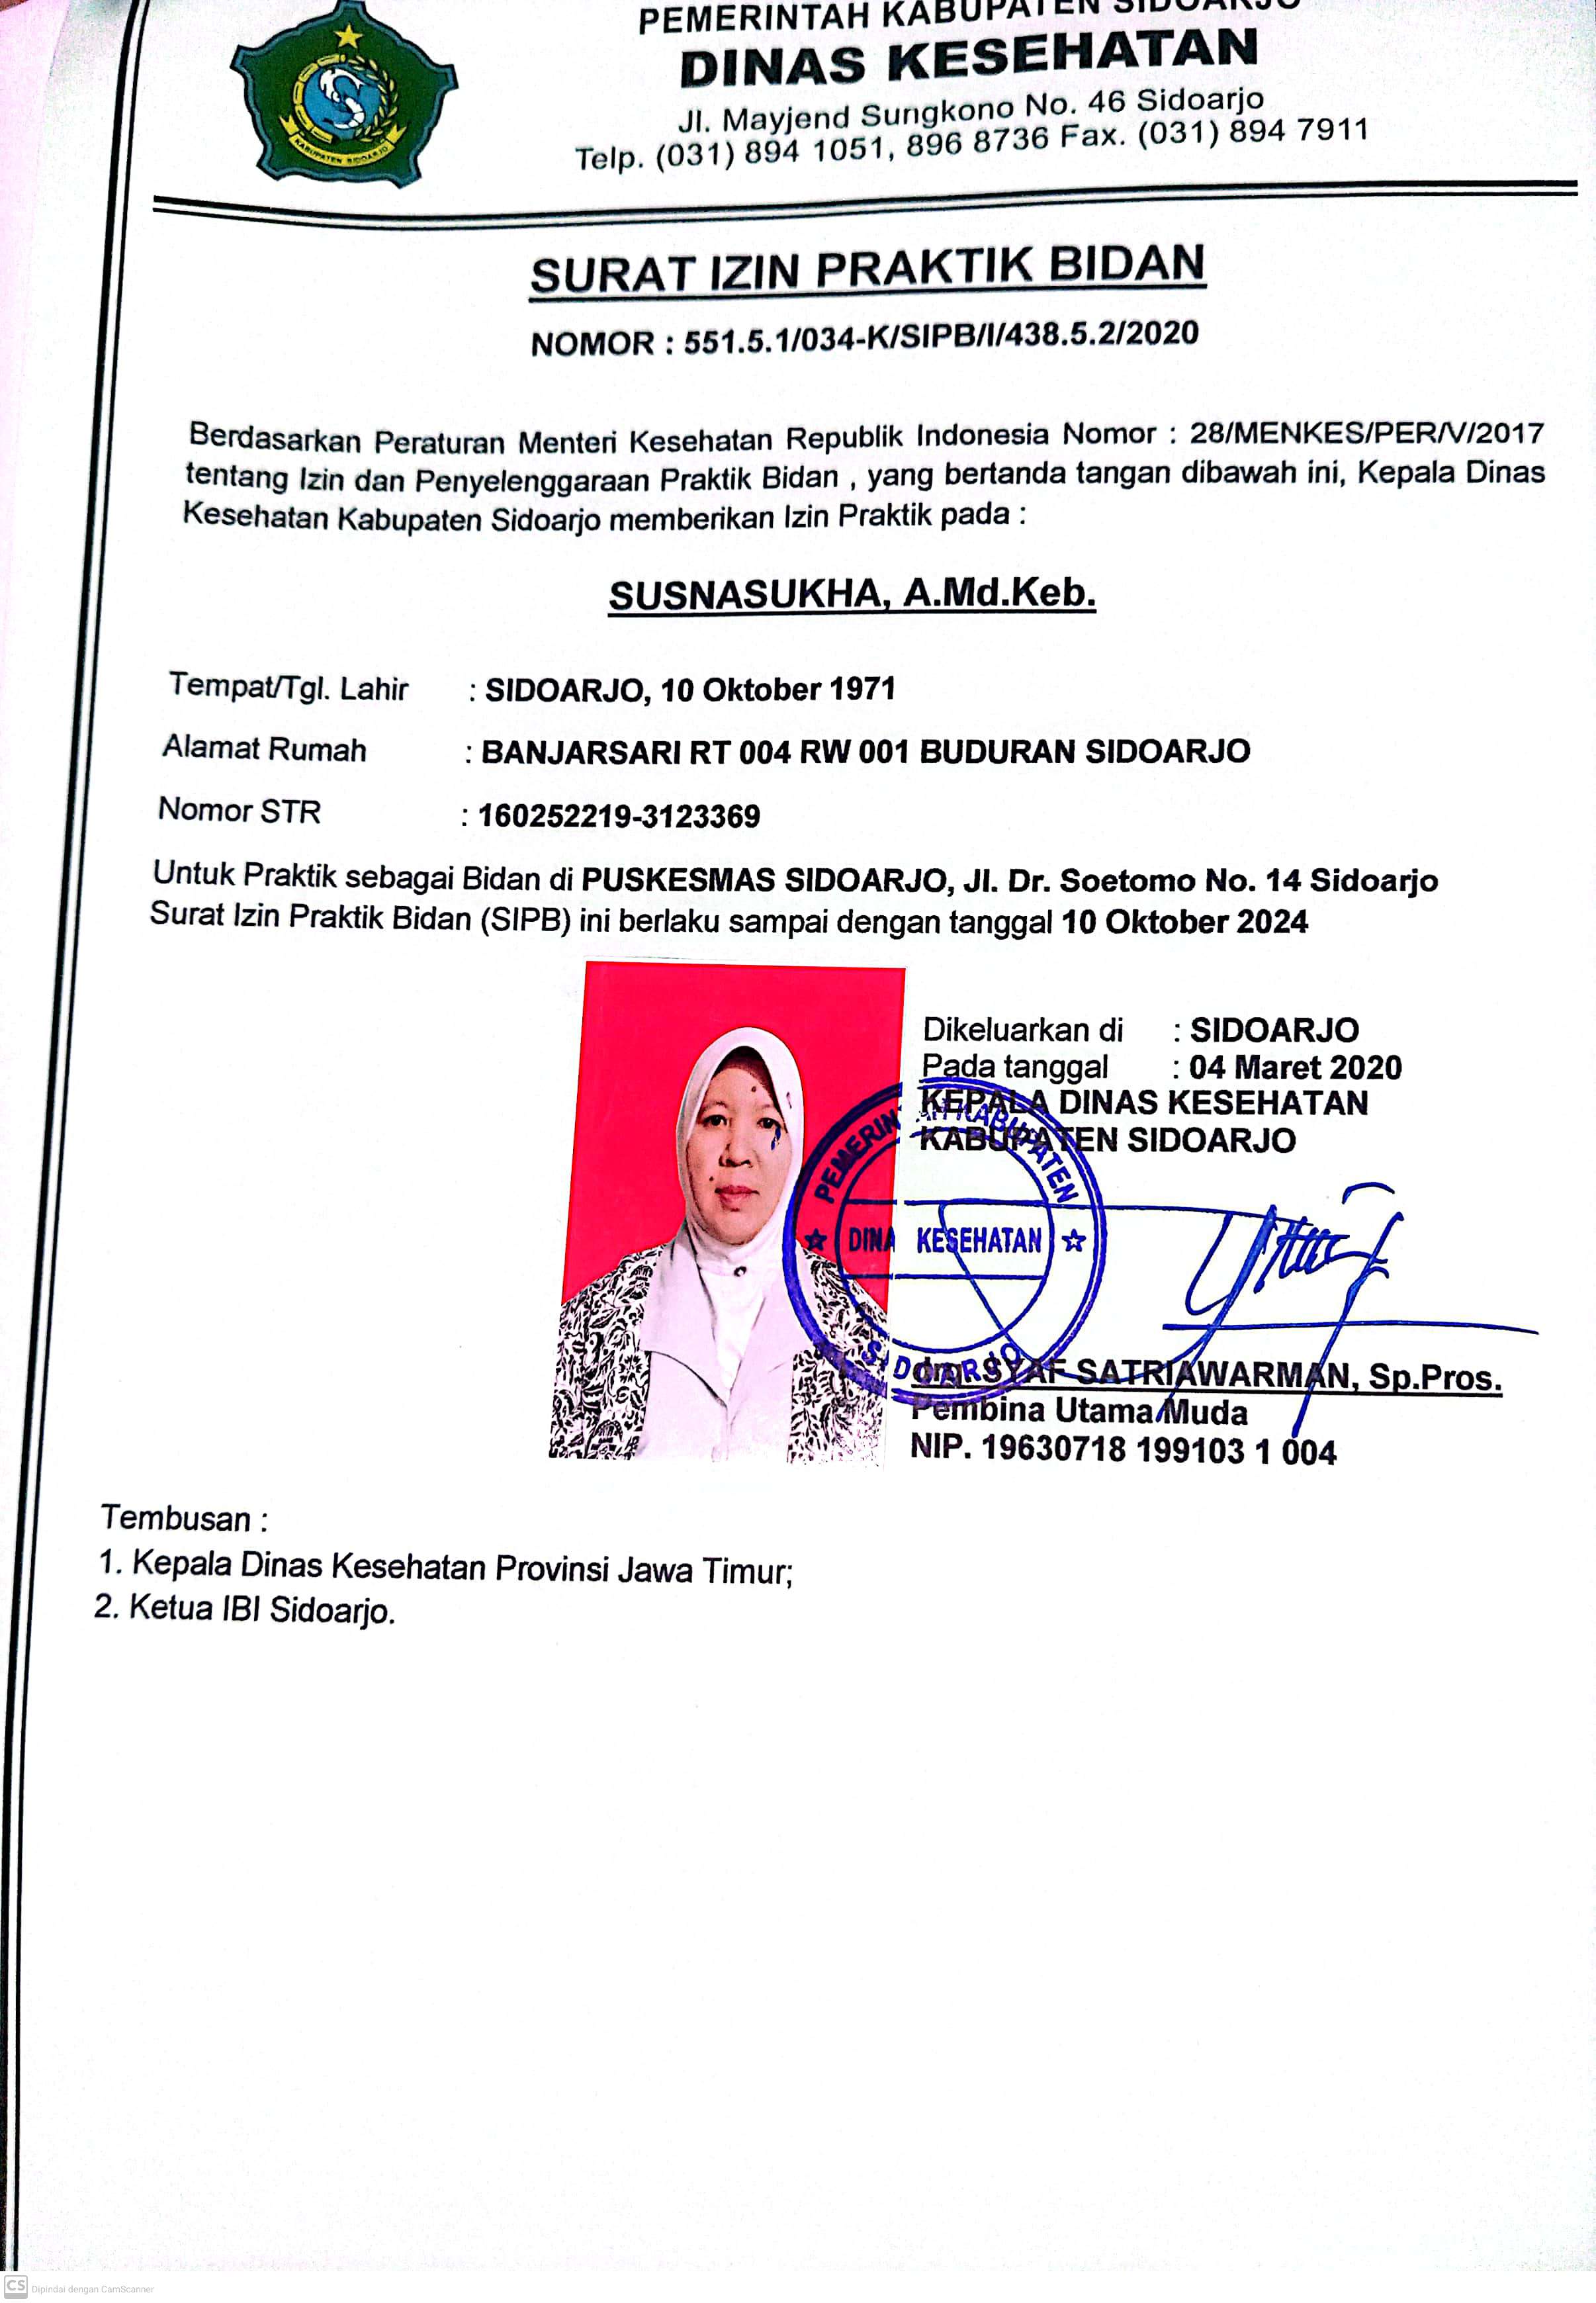 PEMERINTAH KABUPATEN SIDOARJO
DINAS KESEHATAN
Jl. Mayjend Sungkono No. 46 Sidoarjo
Telp. (031) 894 1051, 896 8736 Fax. (031) 894 7911
KABUPATEN SIDOARJO
SURAT IZIN PRAKTIK BIDAN
NOMOR : 551.5.1/034-K/SIPB/I/438.5.2/2020
Berdasarkan Peraturan Menteri Kesehatan Republik Indonesia Nomor : 28/MENKES/PER/V/2017
tentang Izin dan Penyelenggaraan Praktik Bidan , yang bertanda tangan dibawah ini, Kepala Dinas
Kesehatan Kabupaten Sidoarjo memberikan Izin Praktik pada :
SUSNASUKHA, A.Md.Keb.
Tempat/Tgl. Lahir : SIDOARJO, 10 Oktober 1971
Alamat Rumah : BANJARSARI RT 004 RW 001 BUDURAN SIDOARJO
Nomor STR : 160252219-3123369
Untuk Praktik sebagai Bidan di PUSKESMAS SIDOARJO, Jl. Dr. Soetomo No. 14 Sidoarjo
Surat Izin Praktik Bidan (SIPB) ini berlaku sampai dengan tanggal 10 Oktober 2024
Dikeluarkan di : SIDOARJO
Pada tanggal : 04 Maret 2020
KEPALA DINAS KESEHATAN
KABUPATEN SIDOARJO
KABUPATEN
DINA KESEHATAN
SIDOARJO
SYAF SATRIAWARMAN, Sp.Pros.
Pembina Utama Muda
NIP. 19630718 199103 1 004
Tembusan :
1. Kepala Dinas Kesehatan Provinsi Jawa Timur;
2. Ketua IBI Sidoarjo.
CS Dipindai dengan CamScanner